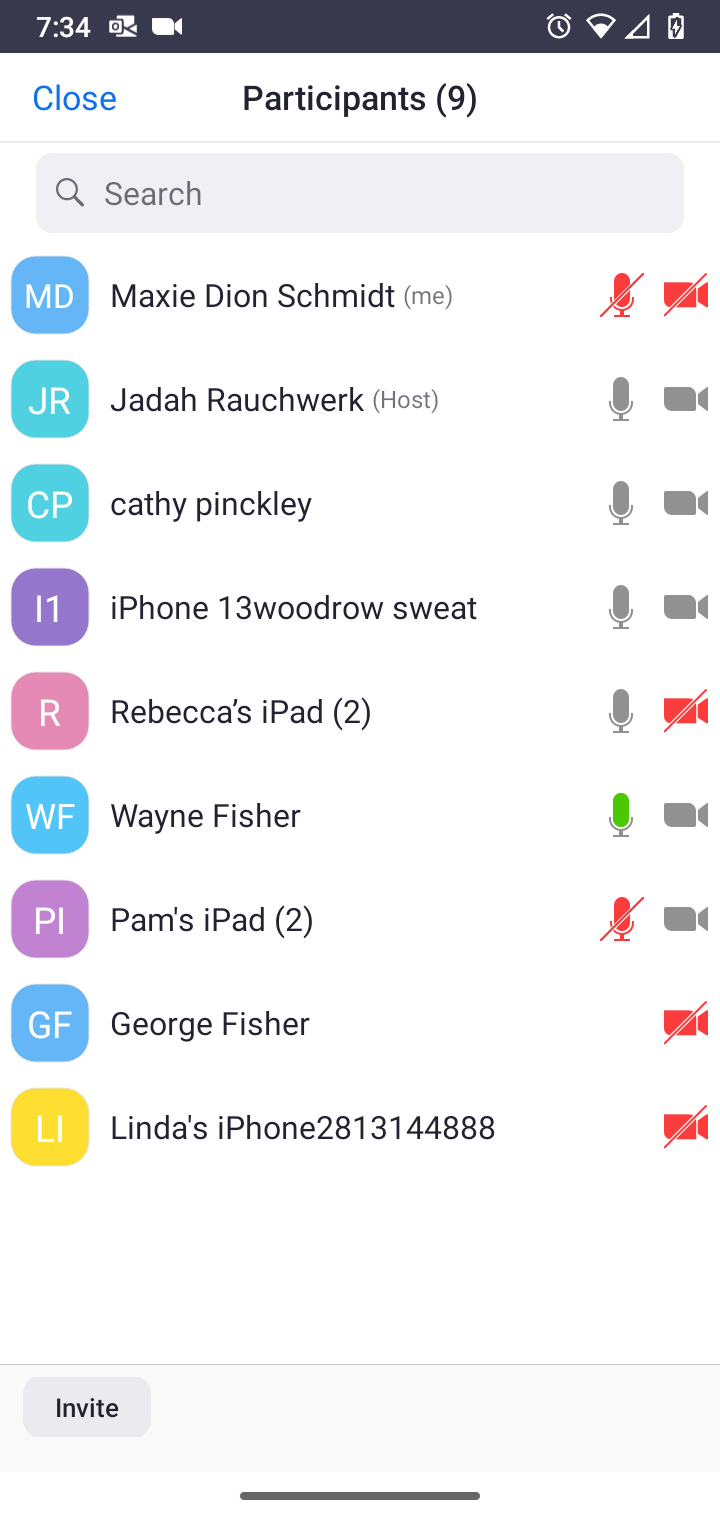 7:34
Close Participants (9)
Search
MD Maxie Dion Schmidt (me)
JR Jadah Rauchwerk (Host)
CP cathy pinckley
I1 iPhone 13woodrow sweat
R Rebecca’s iPad (2)
WF Wayne Fisher
PI Pam's iPad (2)
GF George Fisher
LI Linda's iPhone2813144888
Invite